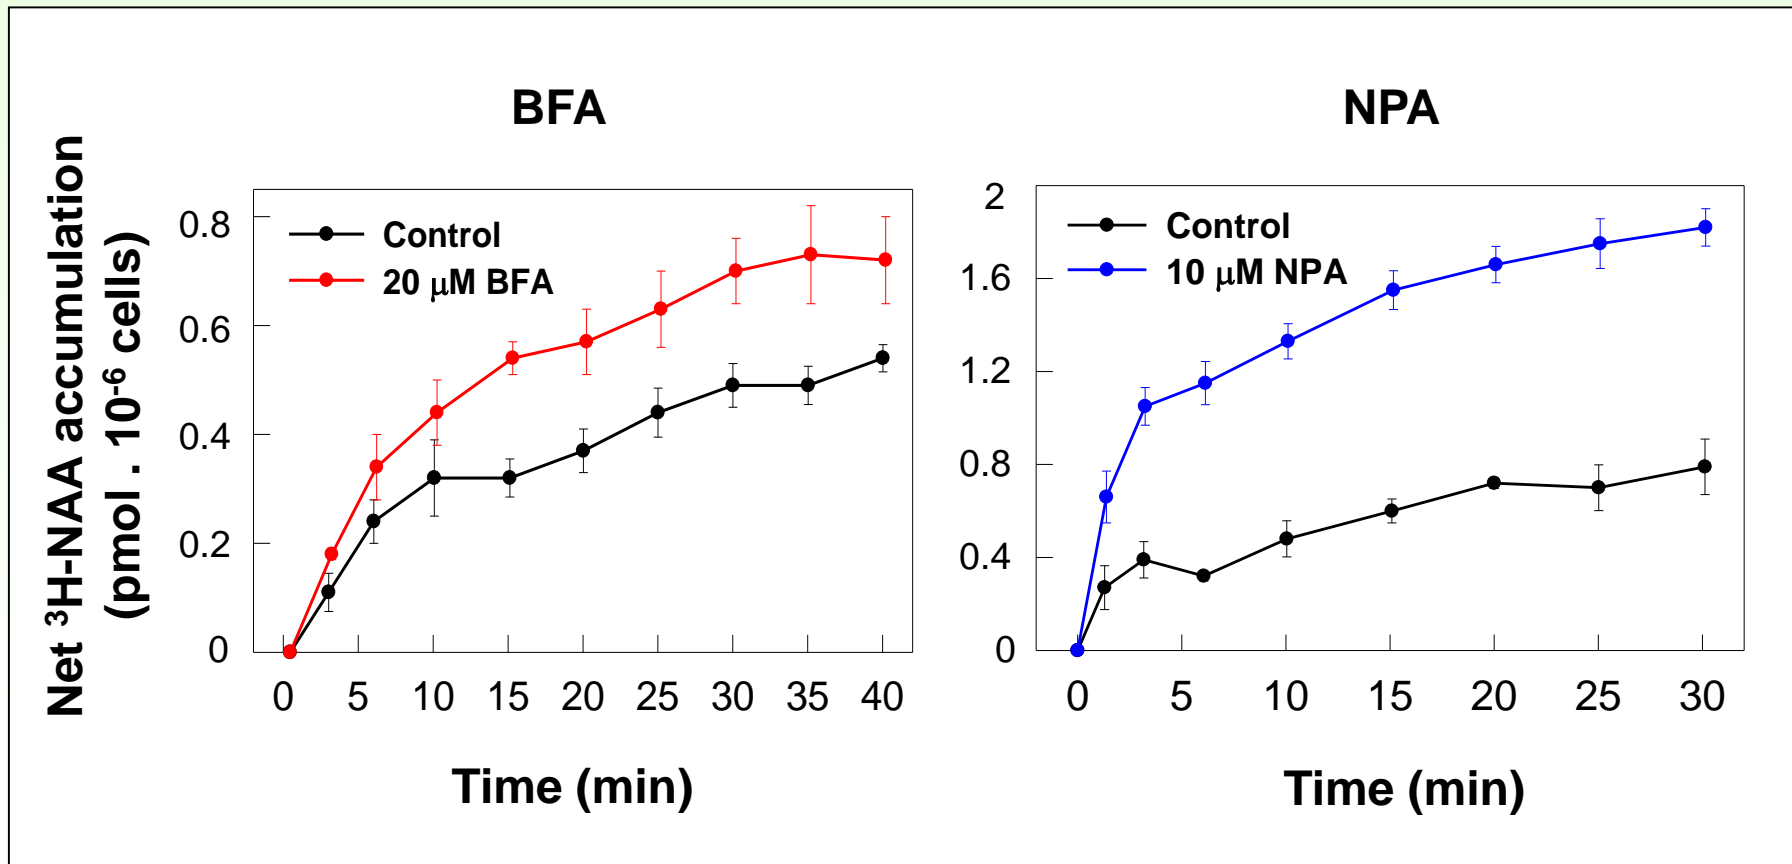 BFA
NPA
Net ³H-NAA accumulation
(pmol . 10⁻⁶ cells)
0.8
0.6
0.4
0.2
0
Control
20 μM BFA
0 5 10 15 20 25 30 35 40
Time (min)
2
1.6
1.2
0.8
0.4
0
Control
10 μM NPA
0 5 10 15 20 25 30
Time (min)